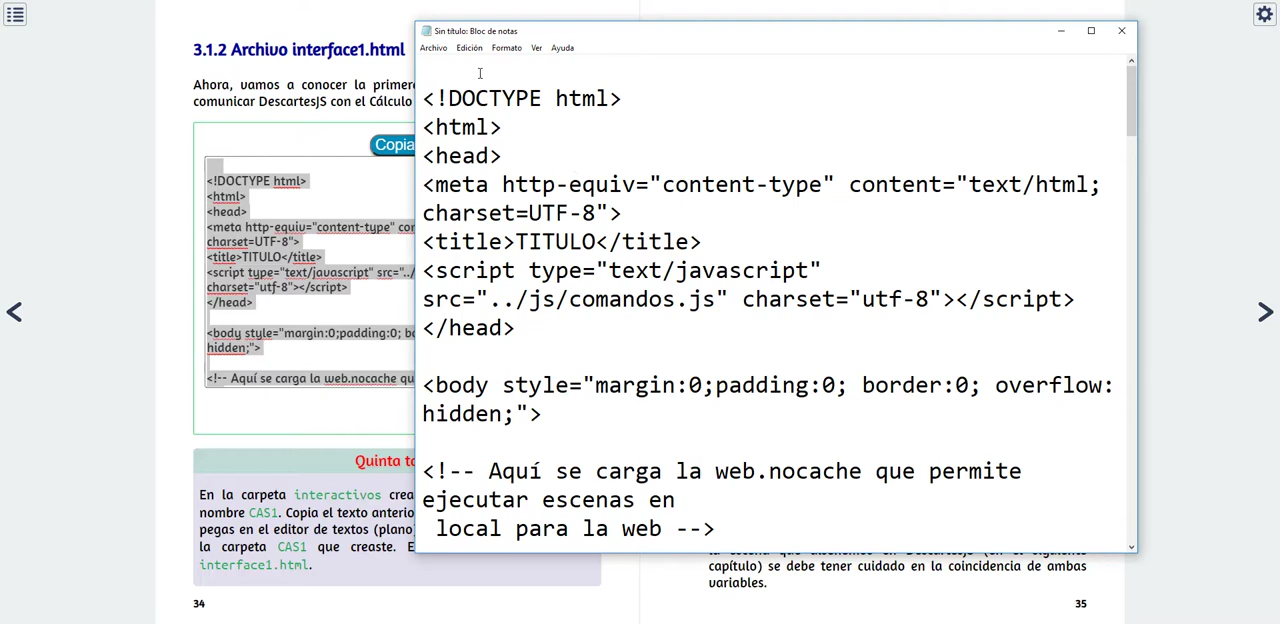 3.1.2 Archivo interface1.html
Ahora, vamos a conocer la primer
comunicar DescartesJS con el Cálculo
Copia
<!DOCTYPE html>
<html>
<head>
<meta http-equiv="content-type" con
charset=UTF-8">
<title>TITULO</title>
<script type="text/javascript" src="../
charset="utf-8"></script>
</head>
<body style="margin:0;padding:0; bo
hidden;">
<!-- Aquí se carga la web.nocache qu
Quinta ta
En la carpeta interactivos crea
nombre CAS1. Copia el texto anterio
pegas en el editor de textos (plano)
la carpeta CAS1 que creaste. E
interface1.html.
34
Sin título: Bloc de notas
Archivo Edición Formato Ver Ayuda
<!DOCTYPE html>
<html>
<head>
<meta http-equiv="content-type" content="text/html;
charset=UTF-8">
<title>TITULO</title>
<script type="text/javascript"
src="../js/comandos.js" charset="utf-8"></script>
</head>
<body style="margin:0;padding:0; border:0; overflow:
hidden;">
<!-- Aquí se carga la web.nocache que permite
ejecutar escenas en
local para la web -->
capítulo) se debe tener cuidado en la coincidencia de ambas
variables.
35